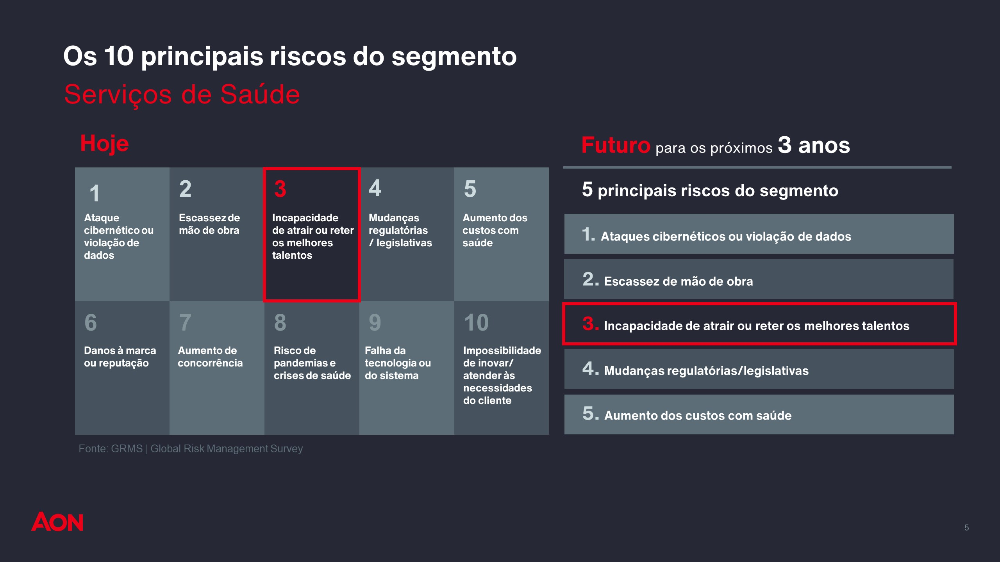 Os 10 principais riscos do segmento
Serviços de Saúde
Hoje
1
Ataque
cibernético ou
violação de
dados
2
Escassez de
mão de obra
3
Incapacidade
de atrair ou reter
os melhores
talentos
4
Mudanças
regulatórias
/ legislativas
5
Aumento dos
custos com
saúde
6
Danos à marca
ou reputação
7
Aumento de
concorrência
8
Risco de
pandemias e
crises de saúde
9
Falha da
tecnologia ou
do sistema
10
Impossibilidade
de inovar/
atender às
necessidades
do cliente
Fonte: GRMS | Global Risk Management Survey
Futuro para os próximos 3 anos
5 principais riscos do segmento
1. Ataques cibernéticos ou violação de dados
2. Escassez de mão de obra
3. Incapacidade de atrair ou reter os melhores talentos
4. Mudanças regulatórias/legislativas
5. Aumento dos custos com saúde
AON
5